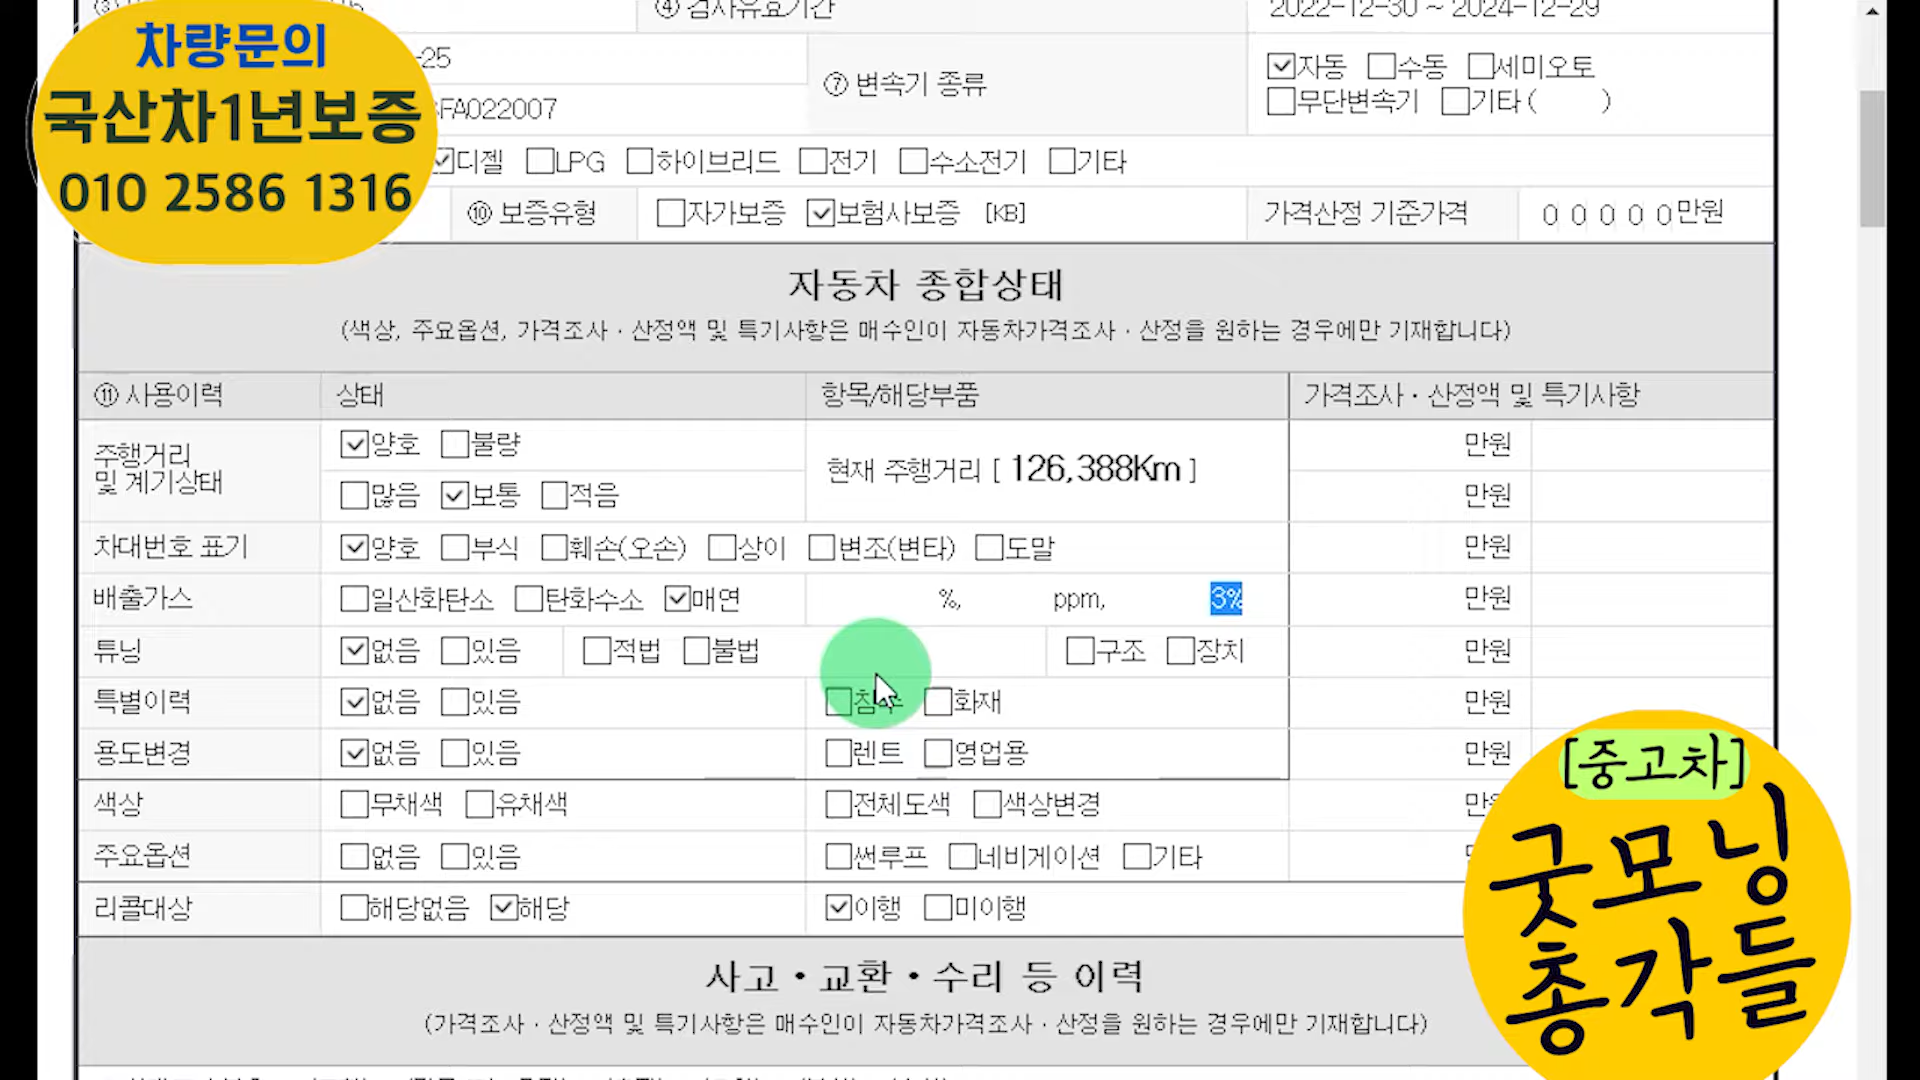 ④ 검사유효기간 2022-12-30 ~ 2024-12-29
차량문의
국산차1년보증
010 2586 1316
-25
FA022007
⑦ 변속기 종류
자동 수동 세미오토
무단변속기 기타 ( )
디젤 LPG 하이브리드 전기 수소전기 기타
⑩ 보증유형 자가보증 보험사보증 [KB] 가격산정 기준가격 0 0 0 0 0만원
자동차 종합상태
(색상, 주요옵션, 가격조사 · 산정액 및 특기사항은 매수인이 자동차가격조사 · 산정을 원하는 경우에만 기재합니다)
⑪ 사용이력 상태 항목/해당부품 가격조사 · 산정액 및 특기사항
주행거리
및 계기상태
양호 불량 만원
현재 주행거리 [ 126,388Km ]
많음 보통 적음 만원
차대번호 표기 양호 부식 훼손(오손) 상이 변조(변타) 도말 만원
배출가스 일산화탄소 탄화수소 매연 %, ppm, 3% 만원
튜닝 없음 있음 적법 불법 구조 장치 만원
특별이력 없음 있음 침수 화재 만원
용도변경 없음 있음 렌트 영업용 만원
색상 무채색 유채색 전체도색 색상변경
주요옵션 없음 있음 썬루프 네비게이션 기타
리콜대상 해당없음 해당 이행 미이행
사고 • 교환 • 수리 등 이력
(가격조사 · 산정액 및 특기사항은 매수인이 자동차가격조사 · 산정을 원하는 경우에만 기재합니다)
[중고차]
굿모닝
총각들